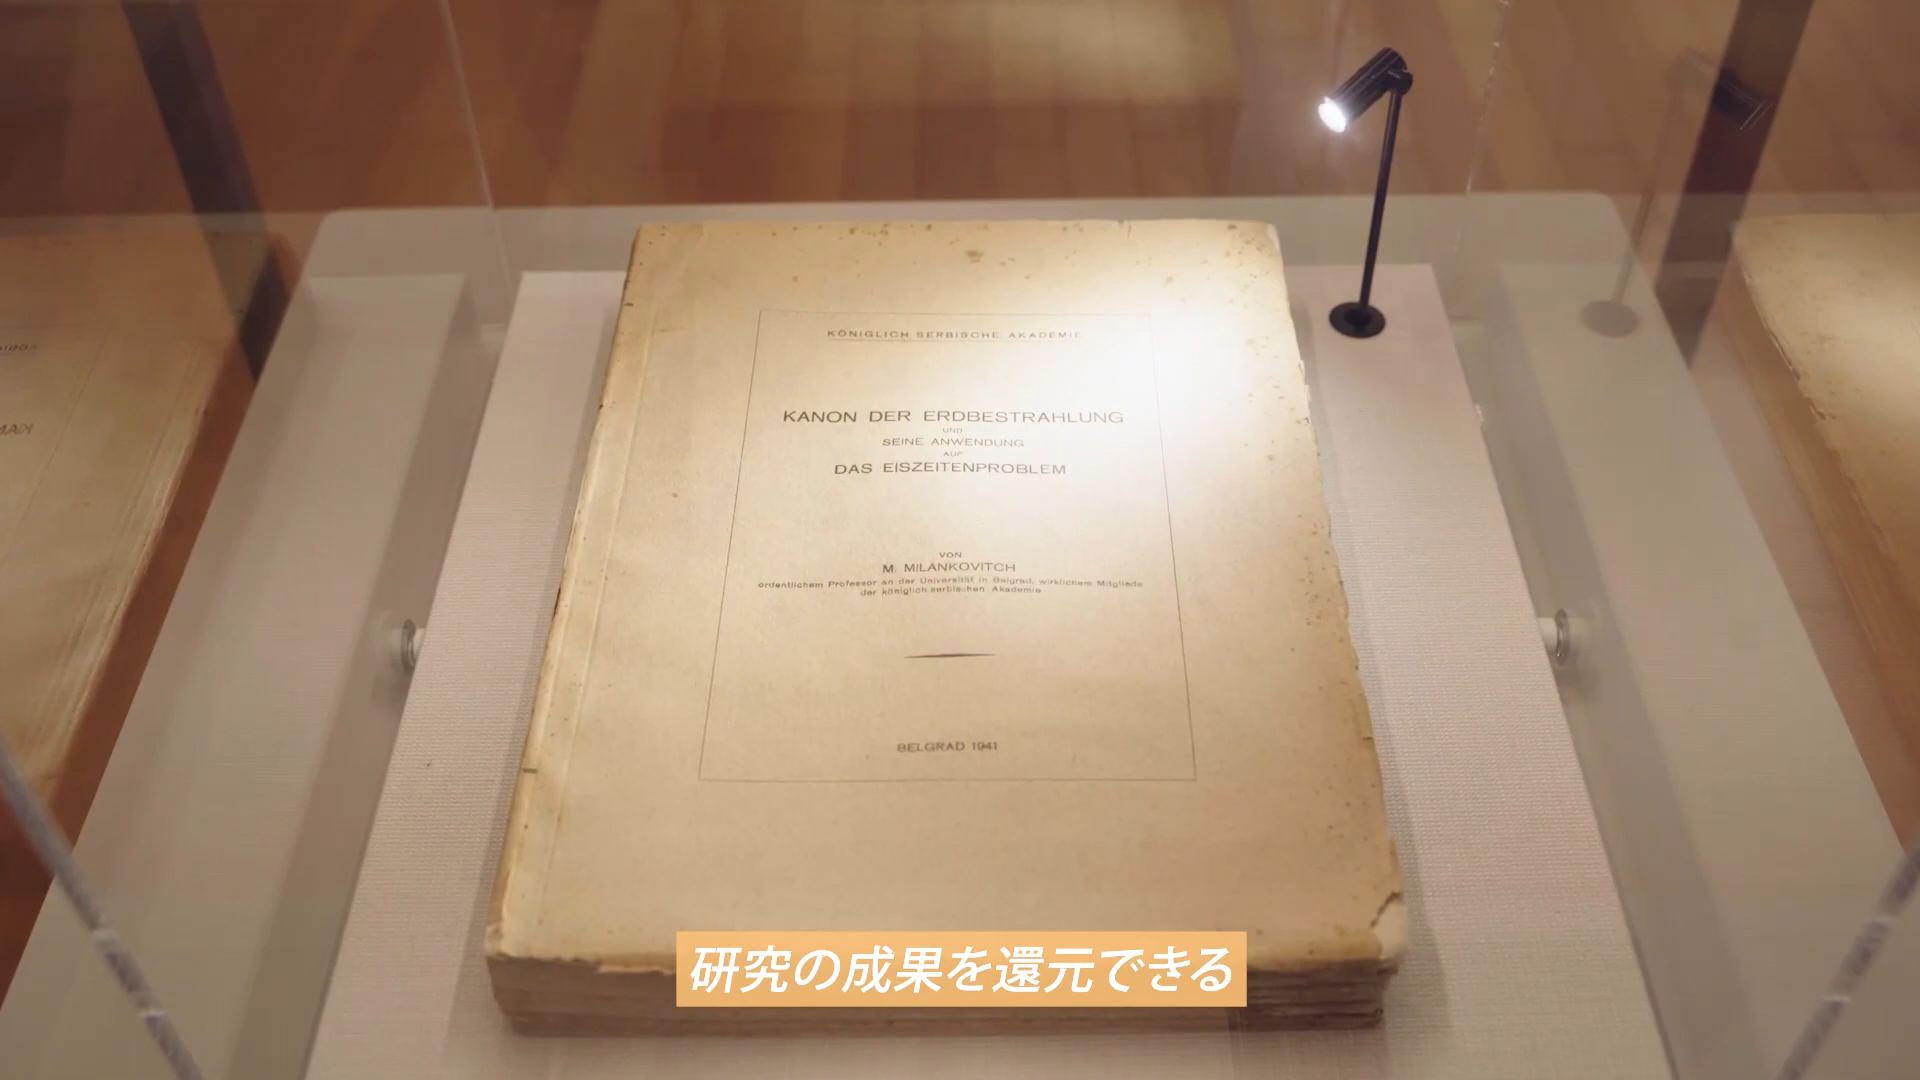 KÖNIGLICH SERBISCHE AKADEMIE
KANON DER ERDBESTRAHLUNG
UND
SEINE ANWENDUNG
AUF
DAS EISZEITENPROBLEM
VON
M. MILANKOVITCH
ordentlichem Professor an der Universität in Belgrad, wirklichem Mitgliede
der königlich serbischen Akademie
BELGRAD 1941
研究の成果を還元できる